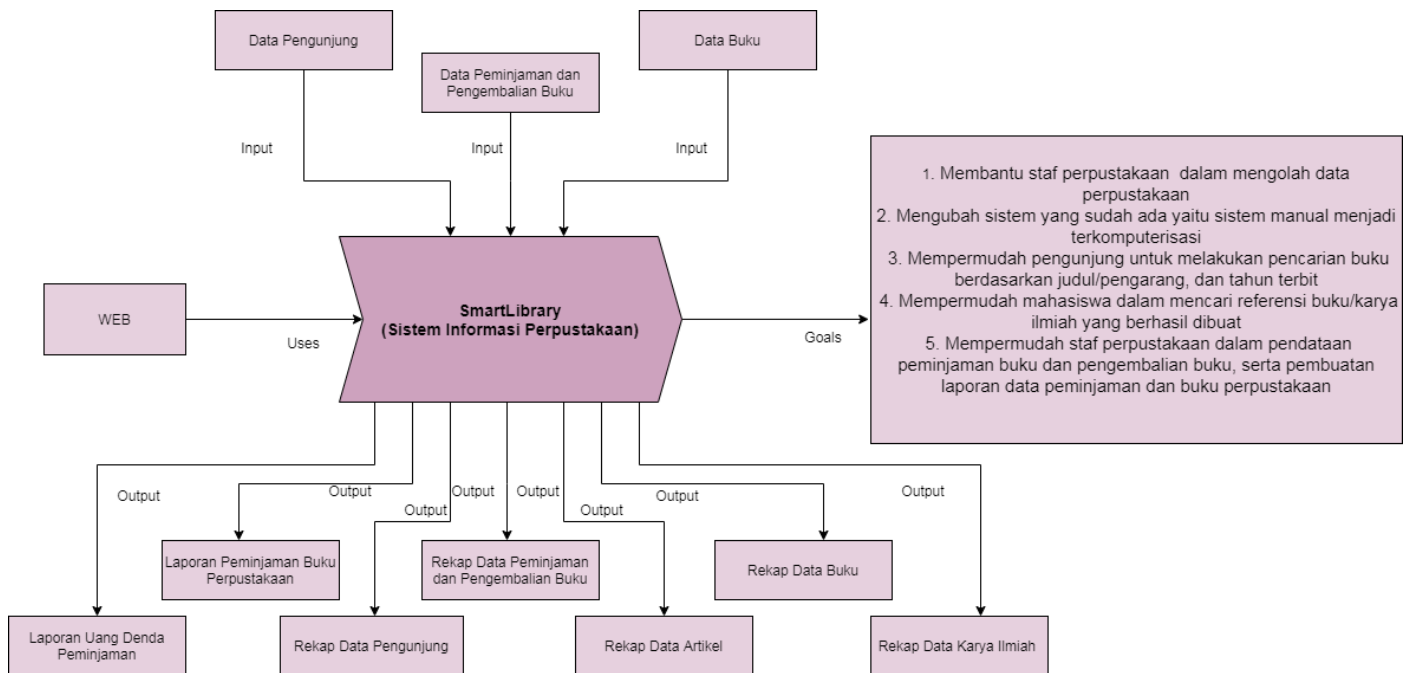 Data Pengunjung
Data Peminjaman dan
Pengembalian Buku
Data Buku
Input
Input
Input
WEB
Uses
SmartLibrary
(Sistem Informasi Perpustakaan)
Goals
1. Membantu staf perpustakaan dalam mengolah data
perpustakaan
2. Mengubah sistem yang sudah ada yaitu sistem manual menjadi
terkomputerisasi
3. Mempermudah pengunjung untuk melakukan pencarian buku
berdasarkan judul/pengarang, dan tahun terbit
4. Mempermudah mahasiswa dalam mencari referensi buku/karya
ilmiah yang berhasil dibuat
5. Mempermudah staf perpustakaan dalam pendataan
peminjaman buku dan pengembalian buku, serta pembuatan
laporan data peminjaman dan buku perpustakaan
Output
Output
Output
Output
Output
Output
Output
Output
Laporan Uang Denda
Peminjaman
Laporan Peminjaman Buku
Perpustakaan
Rekap Data Pengunjung
Rekap Data Peminjaman
dan Pengembalian Buku
Rekap Data Artikel
Rekap Data Buku
Rekap Data Karya Ilmiah